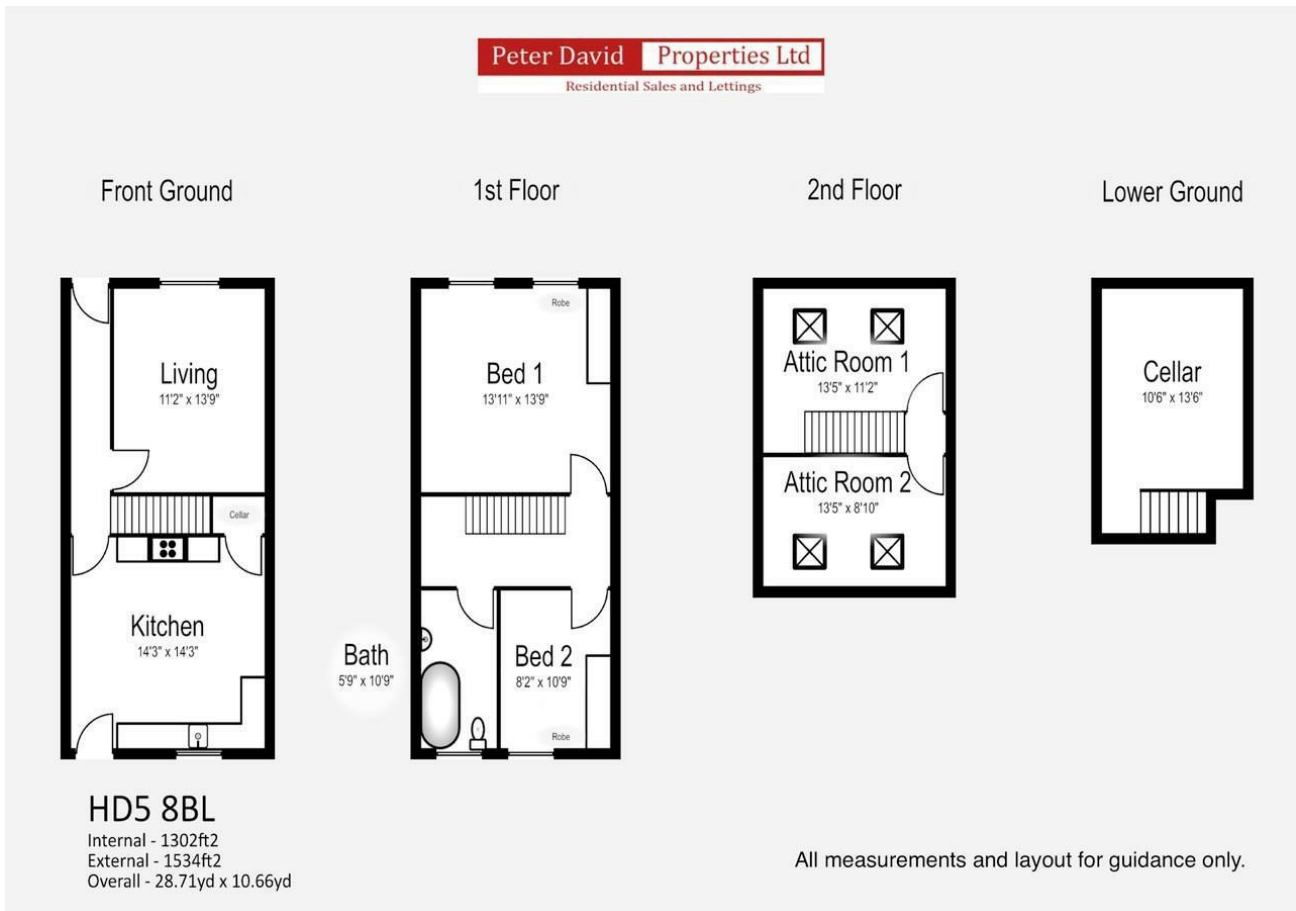 Peter David Properties Ltd
Residential Sales and Lettings
Front Ground
1st Floor
2nd Floor
Lower Ground
Living
11'2" x 13'9"
Cellar
Kitchen
14'3" x 14'3"
Robe
Bed 1
13'11" x 13'9"
Bath
5'9" x 10'9"
Bed 2
8'2" x 10'9"
Robe
Attic Room 1
13'5" x 11'2"
Attic Room 2
13'5" x 8'10"
Cellar
10'6" x 13'6"
HD5 8BL
Internal - 1302ft2
External - 1534ft2
Overall - 28.71yd x 10.66yd
All measurements and layout for guidance only.